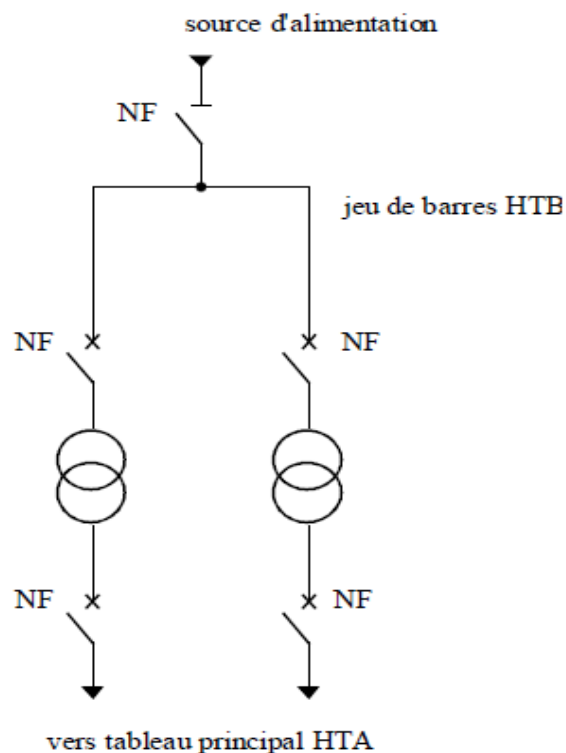 source d'alimentation
NF
jeu de barres HTB
NF
NF
NF
NF
vers tableau principal HTA